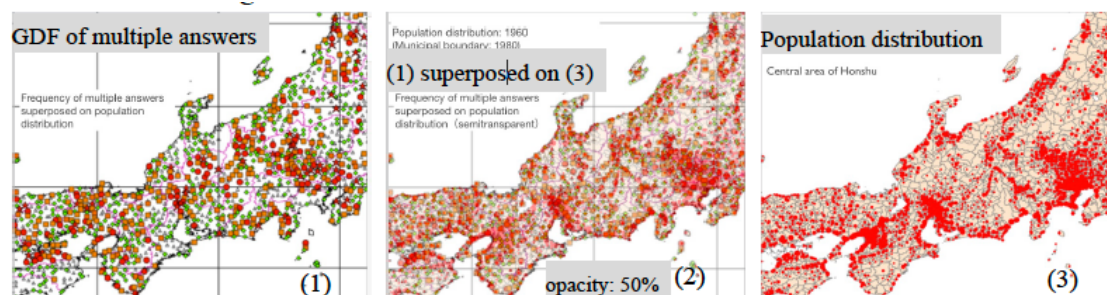 GDF of multiple answers
Frequency of multiple answers
superposed on population
distribution
b
(1)
Population distribution: 1960
(Municipal boundary: 1980)
(1) superposed on (3)
Frequency of multiple answers
superposed on population
distribution (semitransparent)
opacity: 50%
(2)
Population distribution
Central area of Honshu
(3)